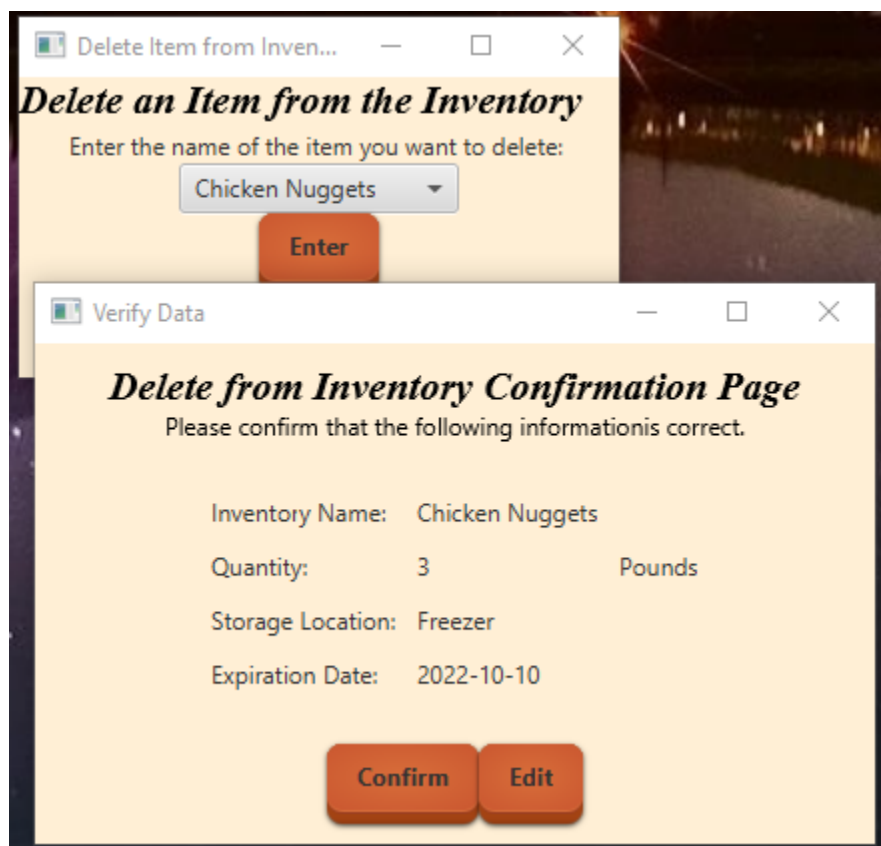 Delete Item from Inven...
Delete an Item from the Inventory
Enter the name of the item you want to delete:
Chicken Nuggets
Enter
Verify Data
Delete from Inventory Confirmation Page
Please confirm that the following informationis correct.
Inventory Name: Chicken Nuggets
Quantity: 3 Pounds
Storage Location: Freezer
Expiration Date: 2022-10-10
Confirm Edit